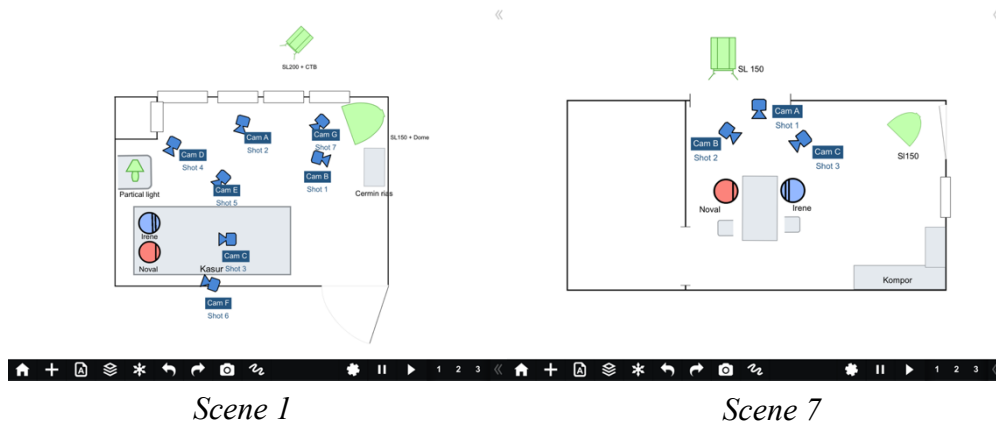 SL200 + CTB
Cam A
Shot 2
Cam G
Shot 7
SL150 + Dome
Cam D
Shot 4
Cam B
Shot 1
Partical light
Cam E
Shot 5
Cermin rias
Irene
Noval
Cam C
Kasur
Shot 3
Cam F
Shot 6
A
1 2 3
Scene 1
SL 150
Cam A
Shot 1
Cam B
Shot 2
Cam C
Shot 3
Sl150
Noval
Irene
Kompor
A
1 2 3
Scene 7